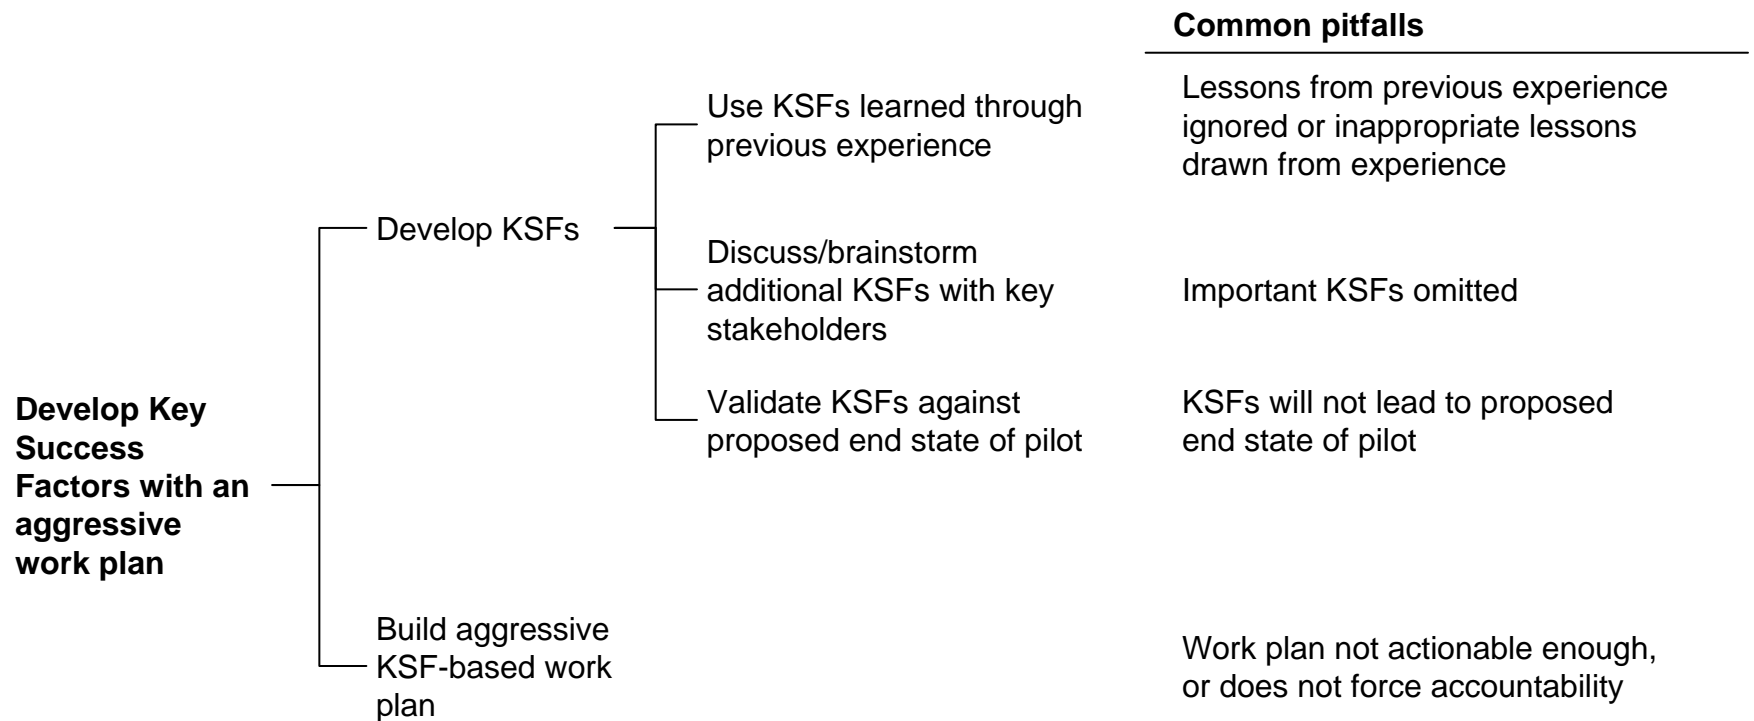 Common pitfalls
Use KSFs learned through
previous experience
Lessons from previous experience
ignored or inappropriate lessons
drawn from experience
Develop KSFs
Discuss/brainstorm
additional KSFs with key
stakeholders
Important KSFs omitted
Validate KSFs against
proposed end state of pilot
KSFs will not lead to proposed
end state of pilot
Develop Key
Success
Factors with an
aggressive
work plan
Build aggressive
KSF-based work
plan
Work plan not actionable enough,
or does not force accountability